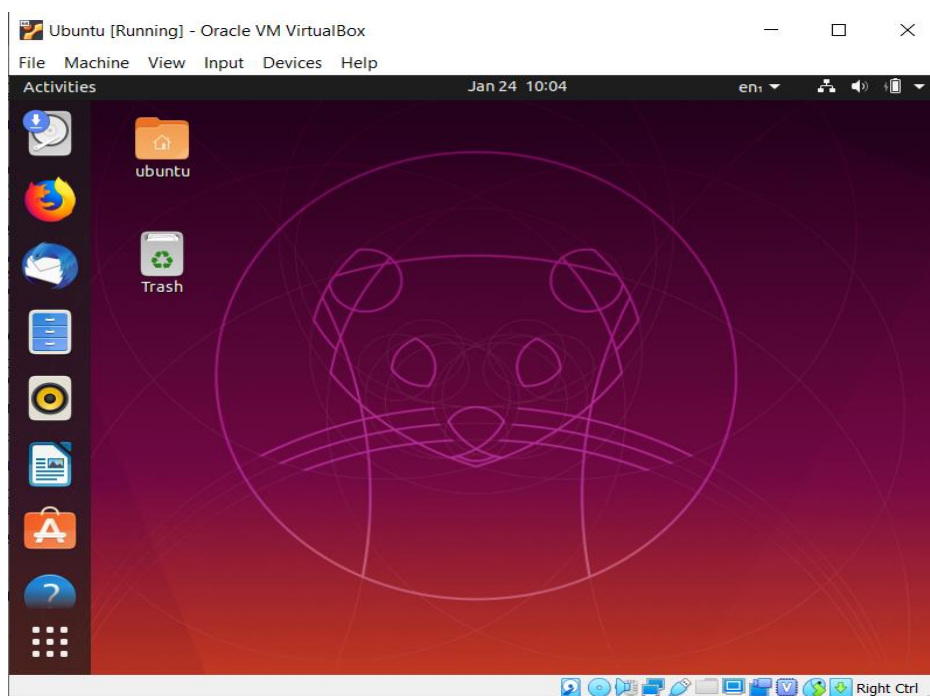 Ubuntu [Running] - Oracle VM VirtualBox
File Machine View Input Devices Help
Activities Jan 24 10:04 en₁
ubuntu
Trash
Right Ctrl